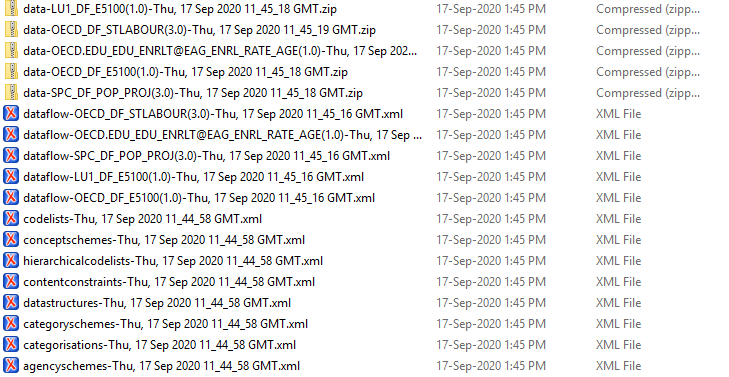 data-LU1_DF_E5100(1.0)-Thu, 17 Sep 2020 11_45_18 GMT.zip 17-Sep-2020 1:45 PM Compressed (zipp...
data-OECD_DF_STLABOUR(3.0)-Thu, 17 Sep 2020 11_45_19 GMT.zip 17-Sep-2020 1:45 PM Compressed (zipp...
data-OECD.EDU_EDU_ENRLT@EAG_ENRL_RATE_AGE(1.0)-Thu, 17 Sep 202... 17-Sep-2020 1:45 PM Compressed (zipp...
data-OECD_DF_E5100(1.0)-Thu, 17 Sep 2020 11_45_18 GMT.zip 17-Sep-2020 1:45 PM Compressed (zipp...
data-SPC_DF_POP_PROJ(3.0)-Thu, 17 Sep 2020 11_45_18 GMT.zip 17-Sep-2020 1:45 PM Compressed (zipp...
dataflow-OECD_DF_STLABOUR(3.0)-Thu, 17 Sep 2020 11_45_16 GMT.xml 17-Sep-2020 1:45 PM XML File
dataflow-OECD.EDU_EDU_ENRLT@EAG_ENRL_RATE_AGE(1.0)-Thu, 17 Sep ... 17-Sep-2020 1:45 PM XML File
dataflow-SPC_DF_POP_PROJ(3.0)-Thu, 17 Sep 2020 11_45_16 GMT.xml 17-Sep-2020 1:45 PM XML File
dataflow-LU1_DF_E5100(1.0)-Thu, 17 Sep 2020 11_45_16 GMT.xml 17-Sep-2020 1:45 PM XML File
dataflow-OECD_DF_E5100(1.0)-Thu, 17 Sep 2020 11_45_16 GMT.xml 17-Sep-2020 1:45 PM XML File
codelists-Thu, 17 Sep 2020 11_44_58 GMT.xml 17-Sep-2020 1:45 PM XML File
conceptschemes-Thu, 17 Sep 2020 11_44_58 GMT.xml 17-Sep-2020 1:45 PM XML File
hierarchicalcodelists-Thu, 17 Sep 2020 11_44_58 GMT.xml 17-Sep-2020 1:45 PM XML File
contentconstraints-Thu, 17 Sep 2020 11_44_58 GMT.xml 17-Sep-2020 1:45 PM XML File
datastructures-Thu, 17 Sep 2020 11_44_58 GMT.xml 17-Sep-2020 1:45 PM XML File
categoryschemes-Thu, 17 Sep 2020 11_44_58 GMT.xml 17-Sep-2020 1:45 PM XML File
categorisations-Thu, 17 Sep 2020 11_44_58 GMT.xml 17-Sep-2020 1:45 PM XML File
agencyschemes-Thu, 17 Sep 2020 11_44_58 GMT.xml 17-Sep-2020 1:45 PM XML File